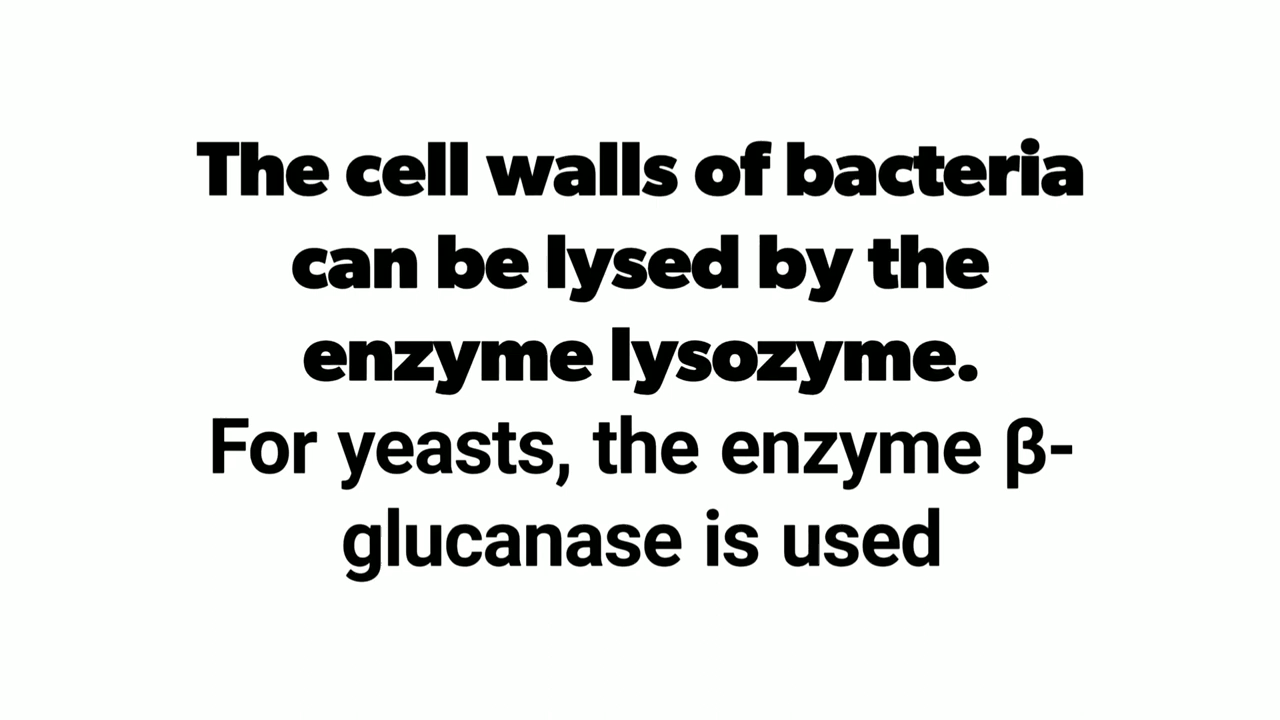 The cell walls of bacteria
can be lysed by the
enzyme lysozyme.
For yeasts, the enzyme β-
glucanase is used